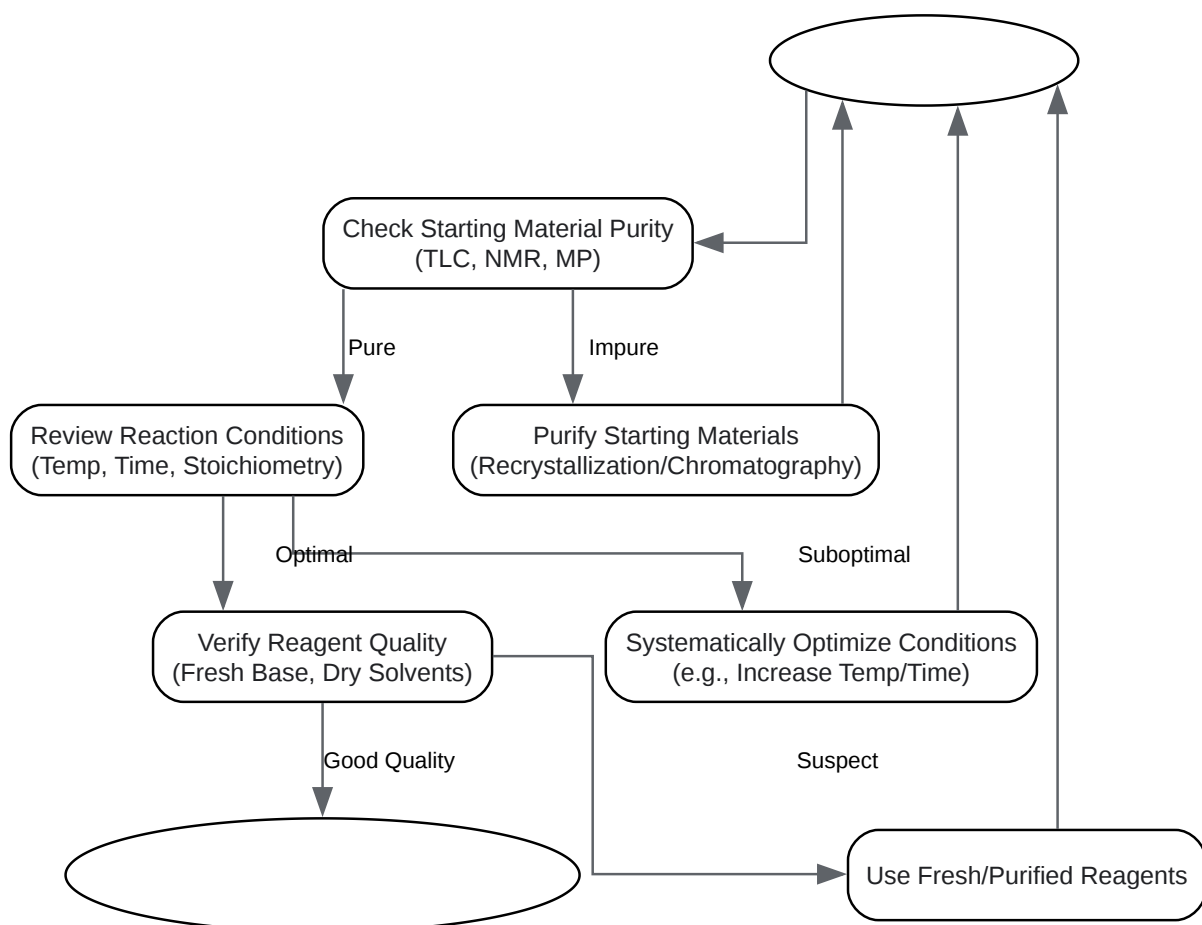 Check Starting Material Purity
(TLC, NMR, MP)
Pure
Impure
Review Reaction Conditions
(Temp, Time, Stoichiometry)
Purify Starting Materials
(Recrystallization/Chromatography)
Optimal
Suboptimal
Verify Reagent Quality
(Fresh Base, Dry Solvents)
Systematically Optimize Conditions
(e.g., Increase Temp/Time)
Good Quality
Suspect
Use Fresh/Purified Reagents